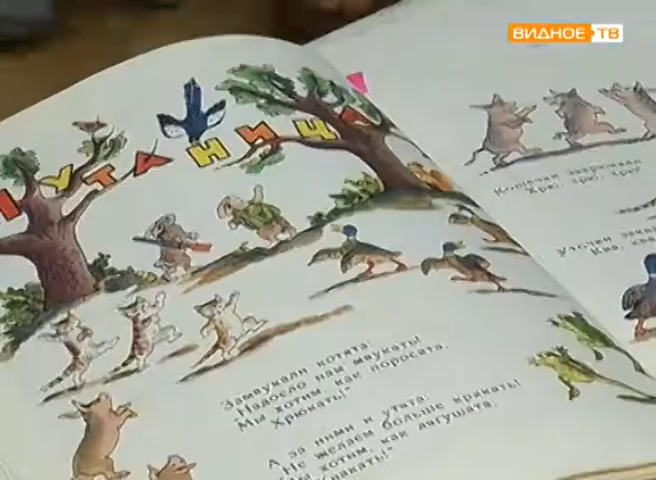 ВИДНОЕ ТВ
ПУТАНИЦА
Замяукали котята:
"Надоело нам мяукать!
Мы хотим, как поросята,
Хрюкать!"
А за ними и утята:
"Не желаем больше крякать!
Мы хотим, как лягушата,
Квакать!"
Хрю, хрю, хрю!